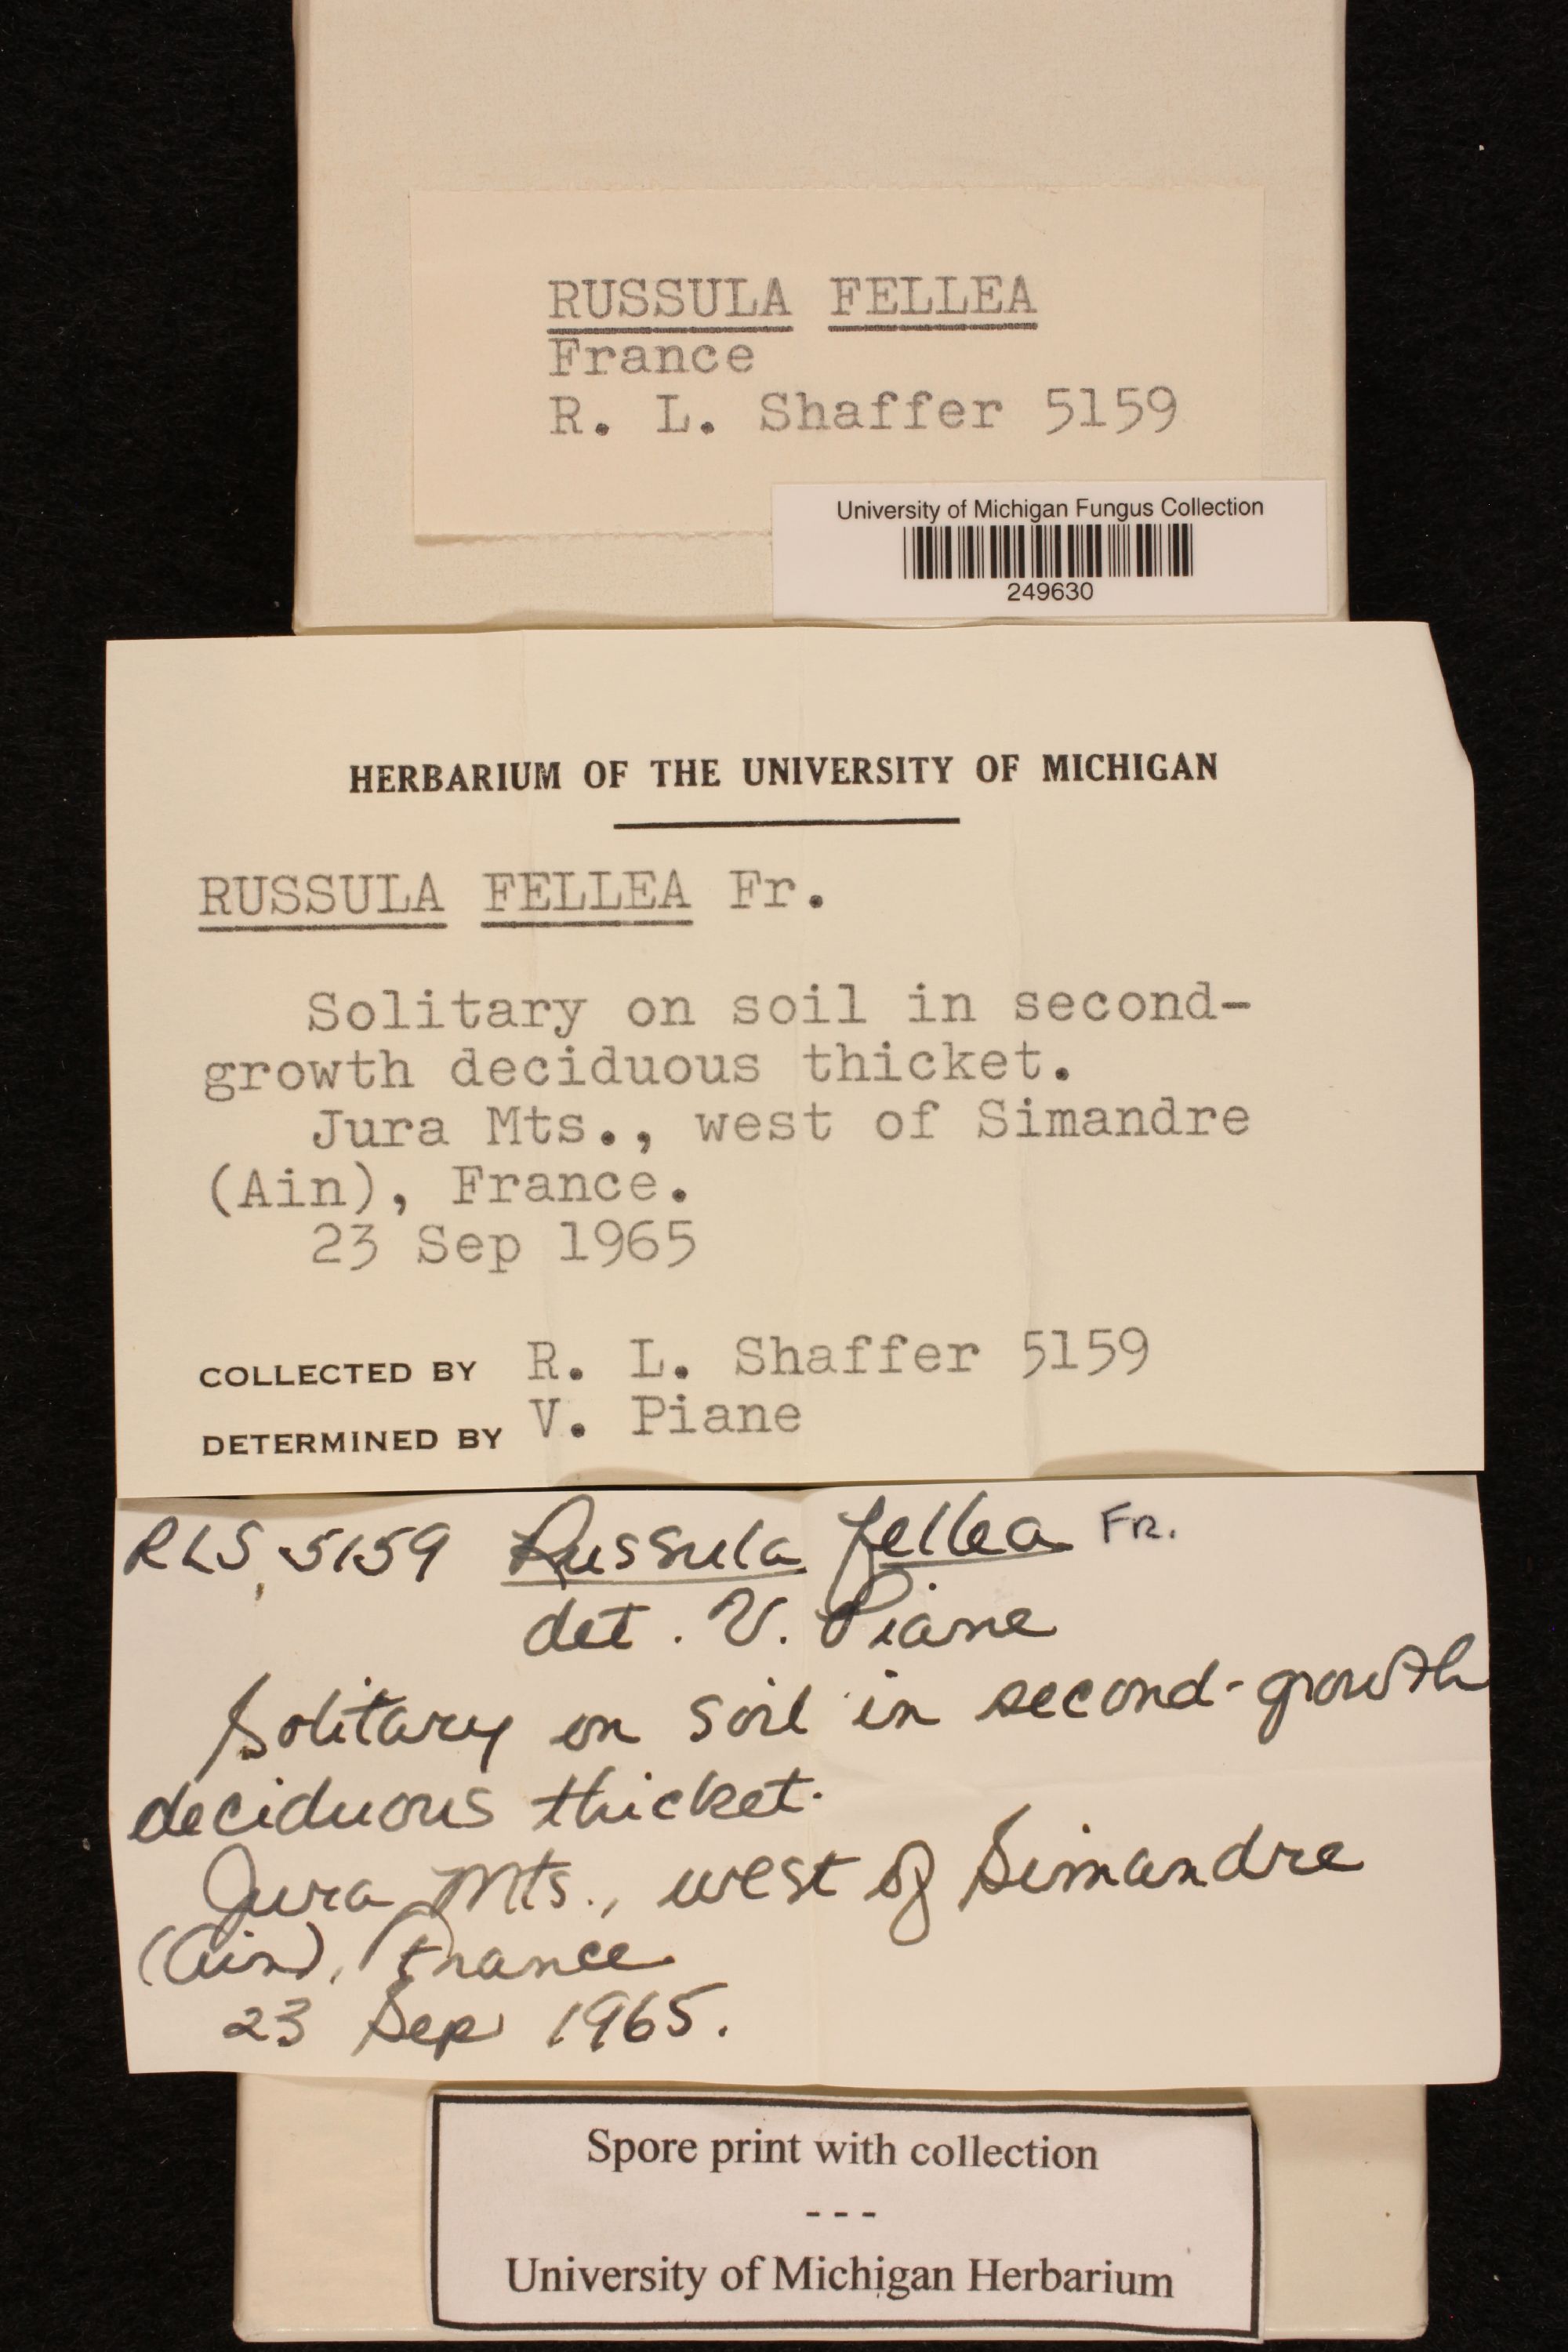 RUSSULA FELLEA
France
R. L. Shaffer 5159
University of Michigan Fungus Collection
249630
HERBARIUM OF THE UNIVERSITY OF MICHIGAN
RUSSULA FELLEA Fr.
Solitary on soil in second-
growth deciduous thicket.
Jura Mts., west of Simandre
(Ain), France.
23 Sep 1965
COLLECTED BY R. L. Shaffer 5159
DETERMINED BY V. Piane
RLS 5159 Russula fellea FR.
det. V. Piane
Solitary on soil in second-growth
deciduous thicket.
Jura Mts., west of Simandre
(Ain), France
23 Sep 1965.
Spore print with collection
---
University of Michigan Herbarium